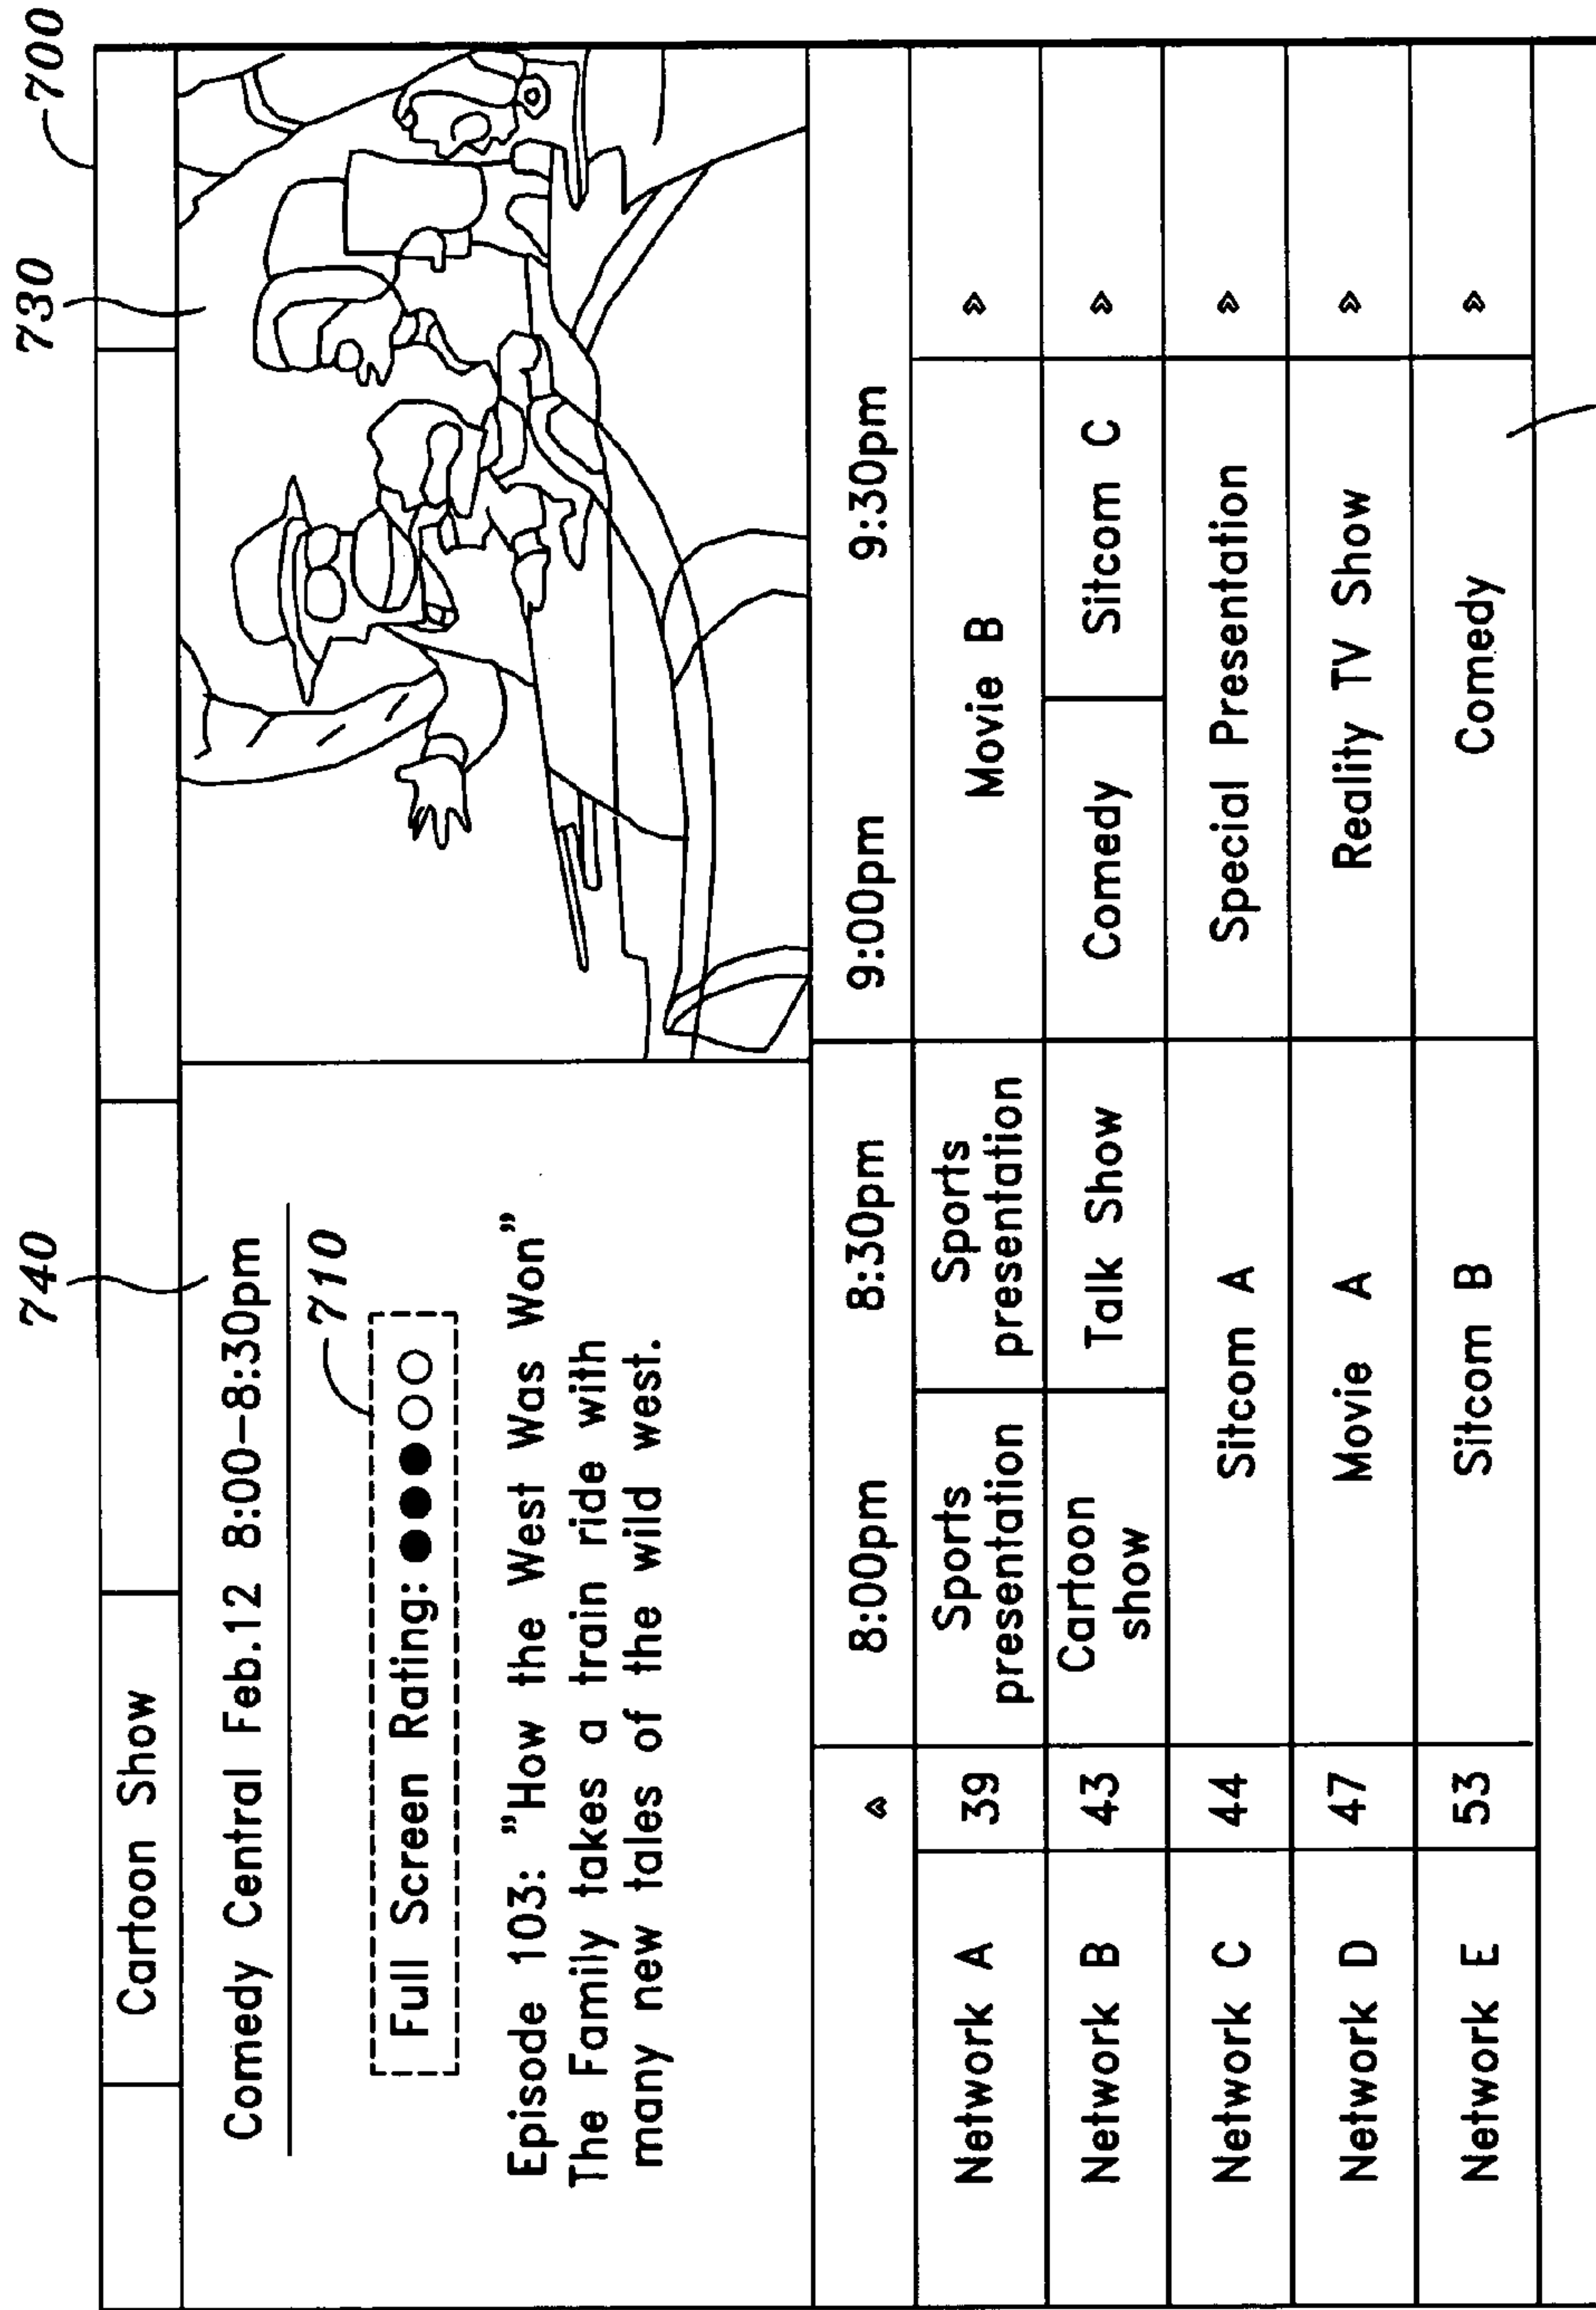 700
730
740
Cartoon Show
Comedy Central Feb.12 8:00-8:30pm
710
Full Screen Rating:
Episode 103: "How the West Was Won"
The Family takes a train ride with
many new tales of the wild west.
8:00pm 8:30pm 9:00pm 9:30pm
Network A 39 Sports presentation Sports presentation Movie B »
Network B 43 Cartoon show Talk Show Comedy Sitcom C »
Network C 44 Sitcom A Special Presentation »
Network D 47 Movie A Reality TV Show »
Network E 53 Sitcom B Comedy »